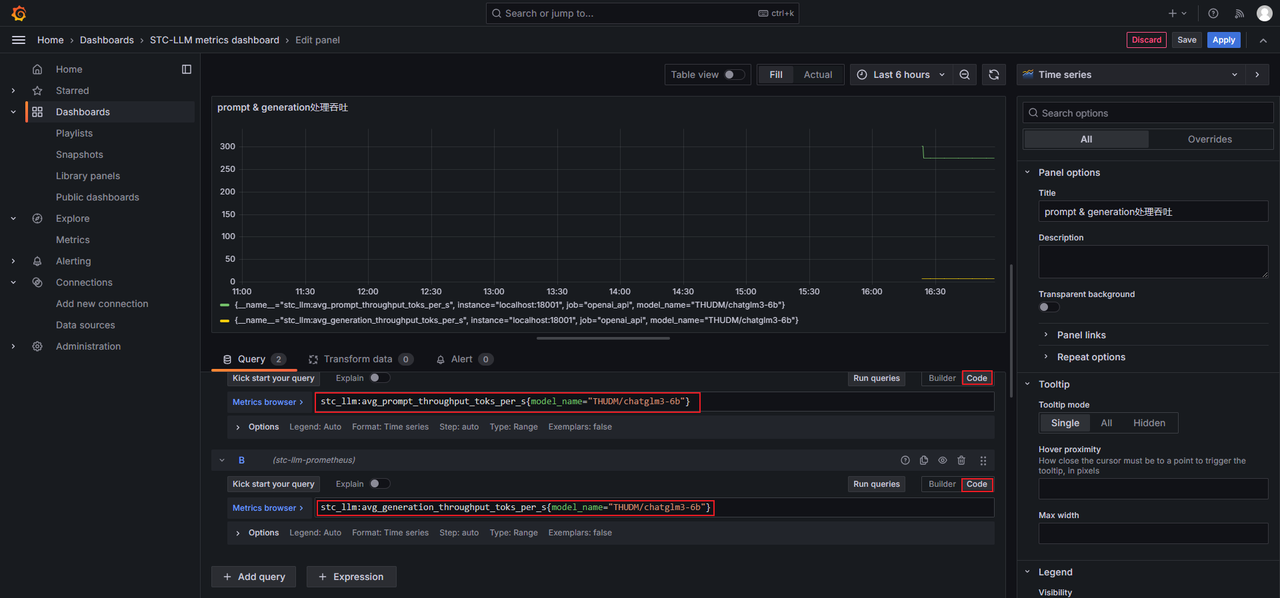 Search or jump to...
ctrl+k
Home › Dashboards › STC-LLM metrics dashboard › Edit panel
Discard
Save
Apply
Home
Starred
Dashboards
Playlists
Snapshots
Library panels
Public dashboards
Explore
Metrics
Alerting
Connections
Add new connection
Data sources
Administration
Table view
Fill
Actual
Last 6 hours
prompt & generation处理吞吐
300
250
200
150
100
50
0
11:00 11:30 12:00 12:30 13:00 13:30 14:00 14:30 15:00 15:30 16:00 16:30
{__name__="stc_llm:avg_prompt_throughput_toks_per_s", instance="localhost:18001", job="openai_api", model_name="THUDM/chatglm3-6b"}
{__name__="stc_llm:avg_generation_throughput_toks_per_s", instance="localhost:18001", job="openai_api", model_name="THUDM/chatglm3-6b"}
Query 2
Transform data 0
Alert 0
Kick start your query
Explain
Run queries
Builder
Code
Metrics browser ›
stc_llm:avg_prompt_throughput_toks_per_s{model_name="THUDM/chatglm3-6b"}
Options Legend: Auto Format: Time series Step: auto Type: Range Exemplars: false
B (stc-llm-prometheus)
Kick start your query
Explain
Run queries
Builder
Code
Metrics browser ›
stc_llm:avg_generation_throughput_toks_per_s{model_name="THUDM/chatglm3-6b"}
Options Legend: Auto Format: Time series Step: auto Type: Range Exemplars: false
+ Add query
+ Expression
Time series
Search options
All
Overrides
Panel options
Title
prompt & generation处理吞吐
Description
Transparent background
Panel links
Repeat options
Tooltip
Tooltip mode
Single
All
Hidden
Hover proximity
How close the cursor must be to a point to trigger the
tooltip, in pixels
Max width
Legend
Visibility